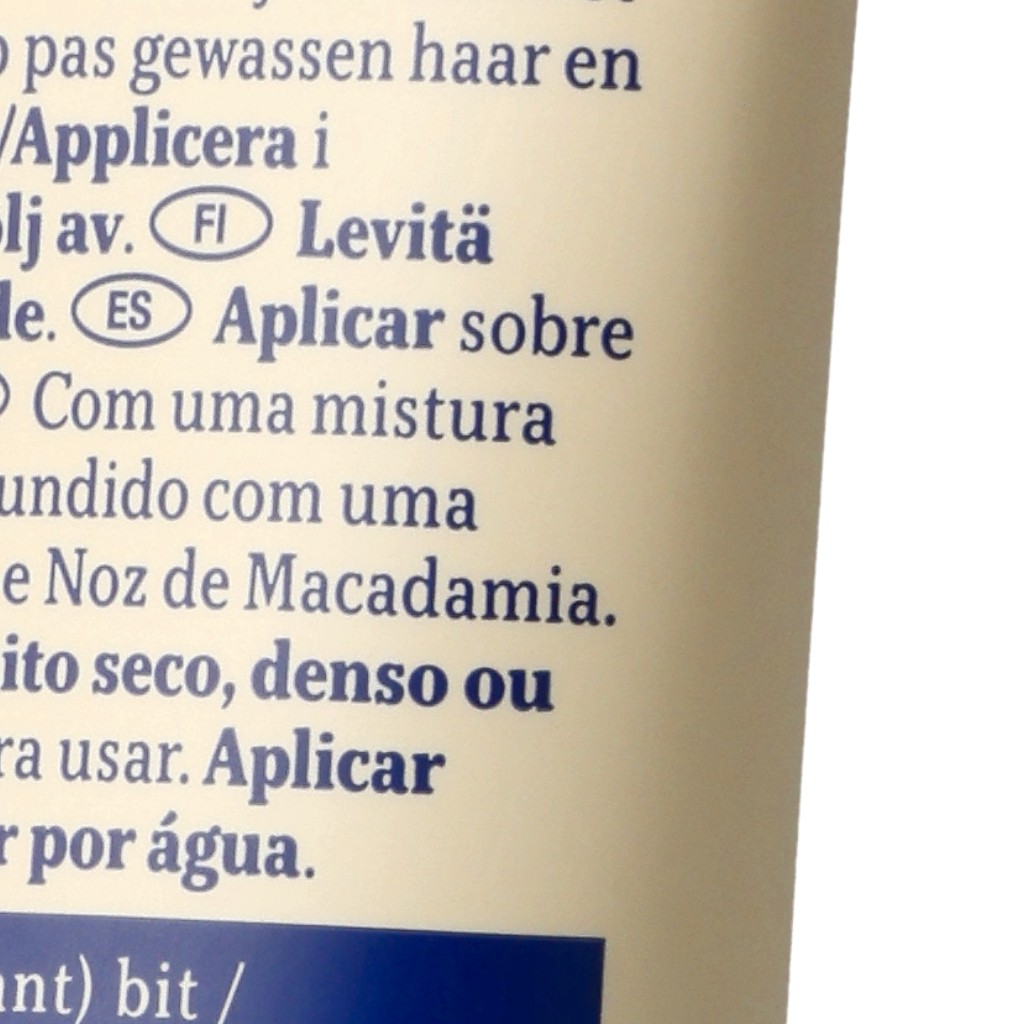 pas gewassen haar en
/Applicera i
lj av. FI Levitä
le. ES Aplicar sobre
Com uma mistura
undido com uma
e Noz de Macadamia.
ito seco, denso ou
ra usar. Aplicar
r por água.
ant) bit /